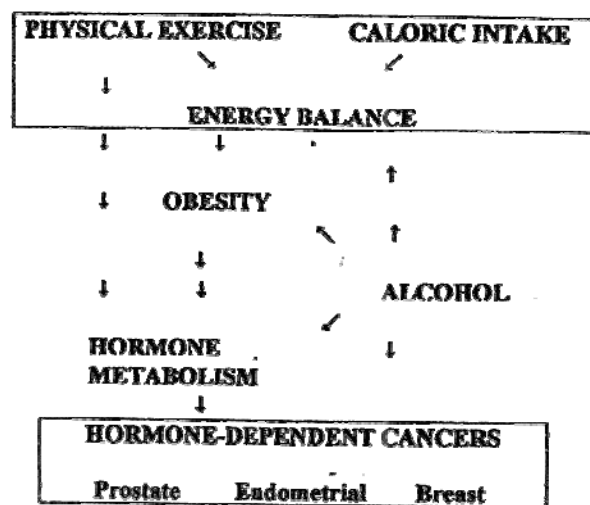 PHYSICAL EXERCISE CALORIC INTAKE
ENERGY BALANCE
OBESITY
ALCOHOL
HORMONE
METABOLISM
HORMONE-DEPENDENT CANCERS
Prostate Endometrial Breast